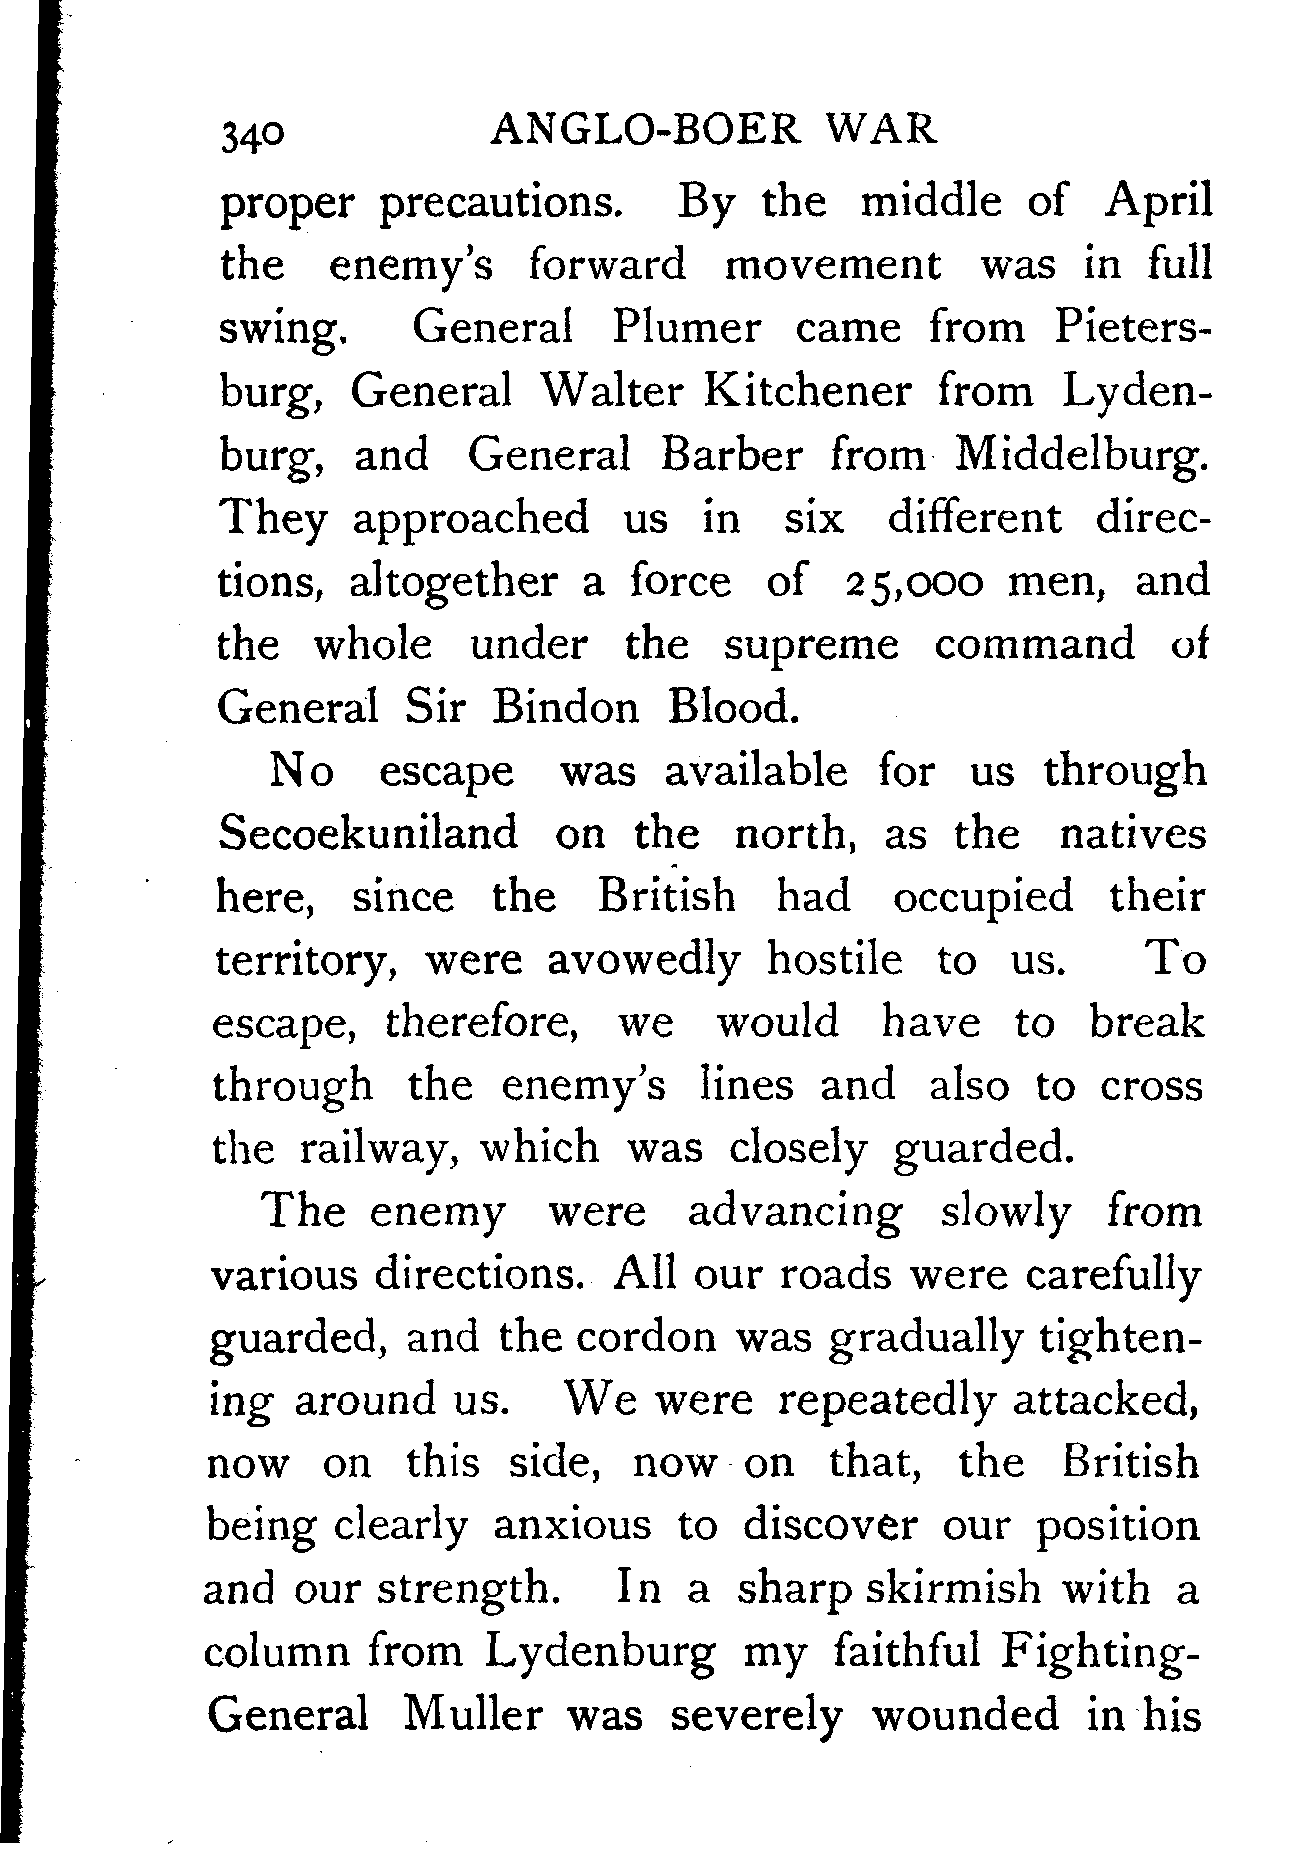 340 ANGLO-BOER WAR
proper precautions. By the middle of April
the enemy's forward movement was in full
swing. General Plumer came from Pieters-
burg, General Walter Kitchener from Lyden-
burg, and General Barber from Middelburg.
They approached us in six different direc-
tions, altogether a force of 25,000 men, and
the whole under the supreme command of
General Sir Bindon Blood.
No escape was available for us through
Secoekuniland on the north, as the natives
here, since the British had occupied their
territory, were avowedly hostile to us. To
escape, therefore, we would have to break
through the enemy's lines and also to cross
the railway, which was closely guarded.
The enemy were advancing slowly from
various directions. All our roads were carefully
guarded, and the cordon was gradually tighten-
ing around us. We were repeatedly attacked,
now on this side, now on that, the British
being clearly anxious to discover our position
and our strength. In a sharp skirmish with a
column from Lydenburg my faithful Fighting-
General Muller was severely wounded in his